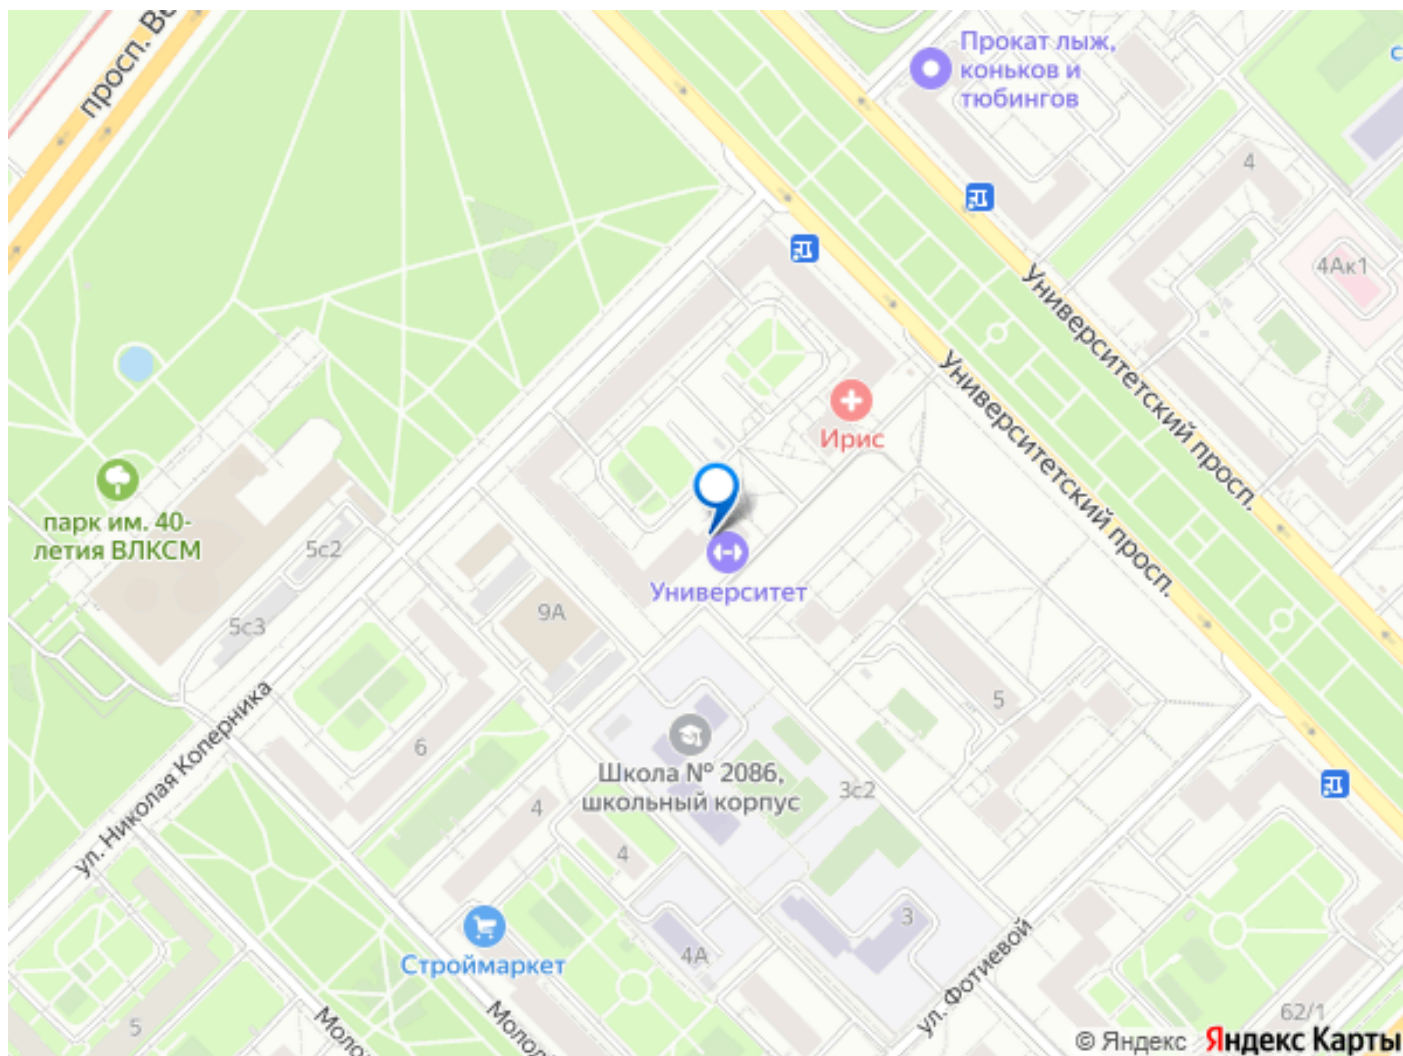 просп. Ве
Прокат лыж,
коньков и
тюбингов
4
4Ак1
Университетский просп.
Университетский просп.
Ирис
парк им. 40-
летия ВЛКСМ
5с2
5с3
9А
Университет
ул. Николая Коперника
6
5
Школа № 2086,
школьный корпус
3с2
4
4
3
4А
Строймаркет
ул. Фотиевой
62/1
5
Моло
Молод
© Яндекс Яндекс Карты